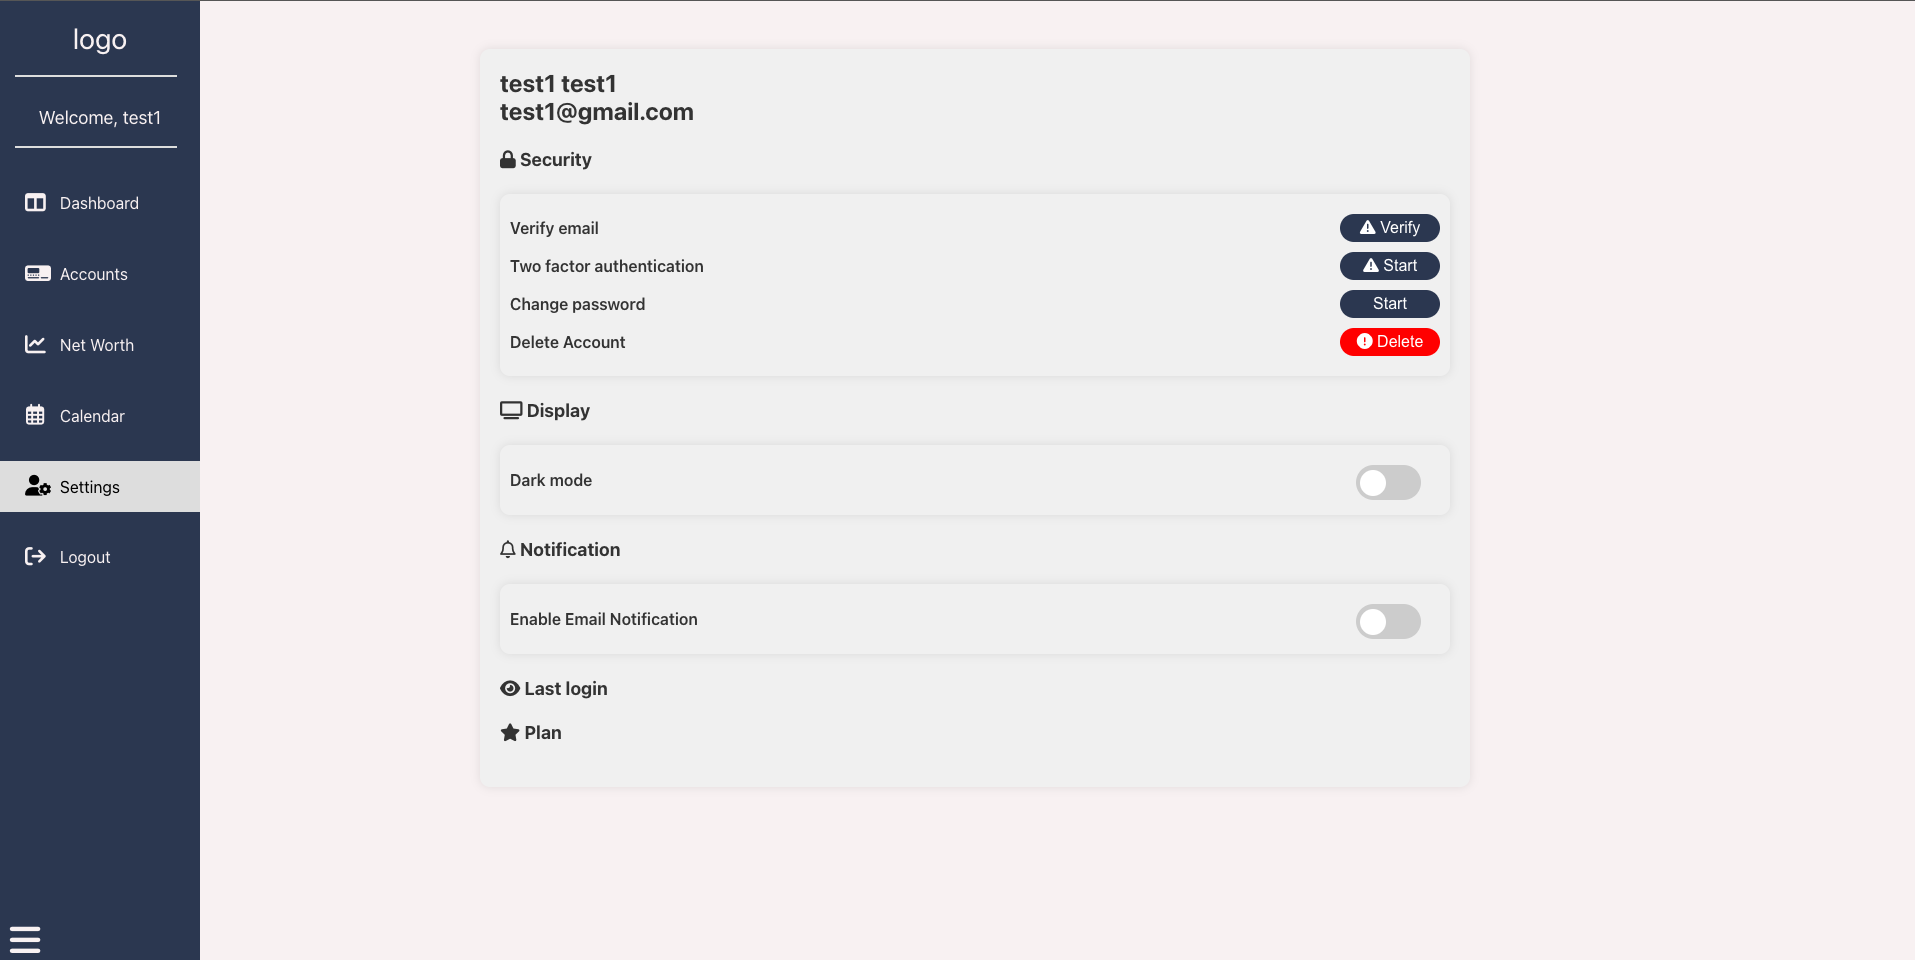 logo
Welcome, test1
Dashboard
Accounts
Net Worth
Calendar
Settings
Logout
test1 test1
test1@gmail.com
Security
Verify email Verify
Two factor authentication Start
Change password Start
Delete Account Delete
Display
Dark mode
Notification
Enable Email Notification
Last login
Plan